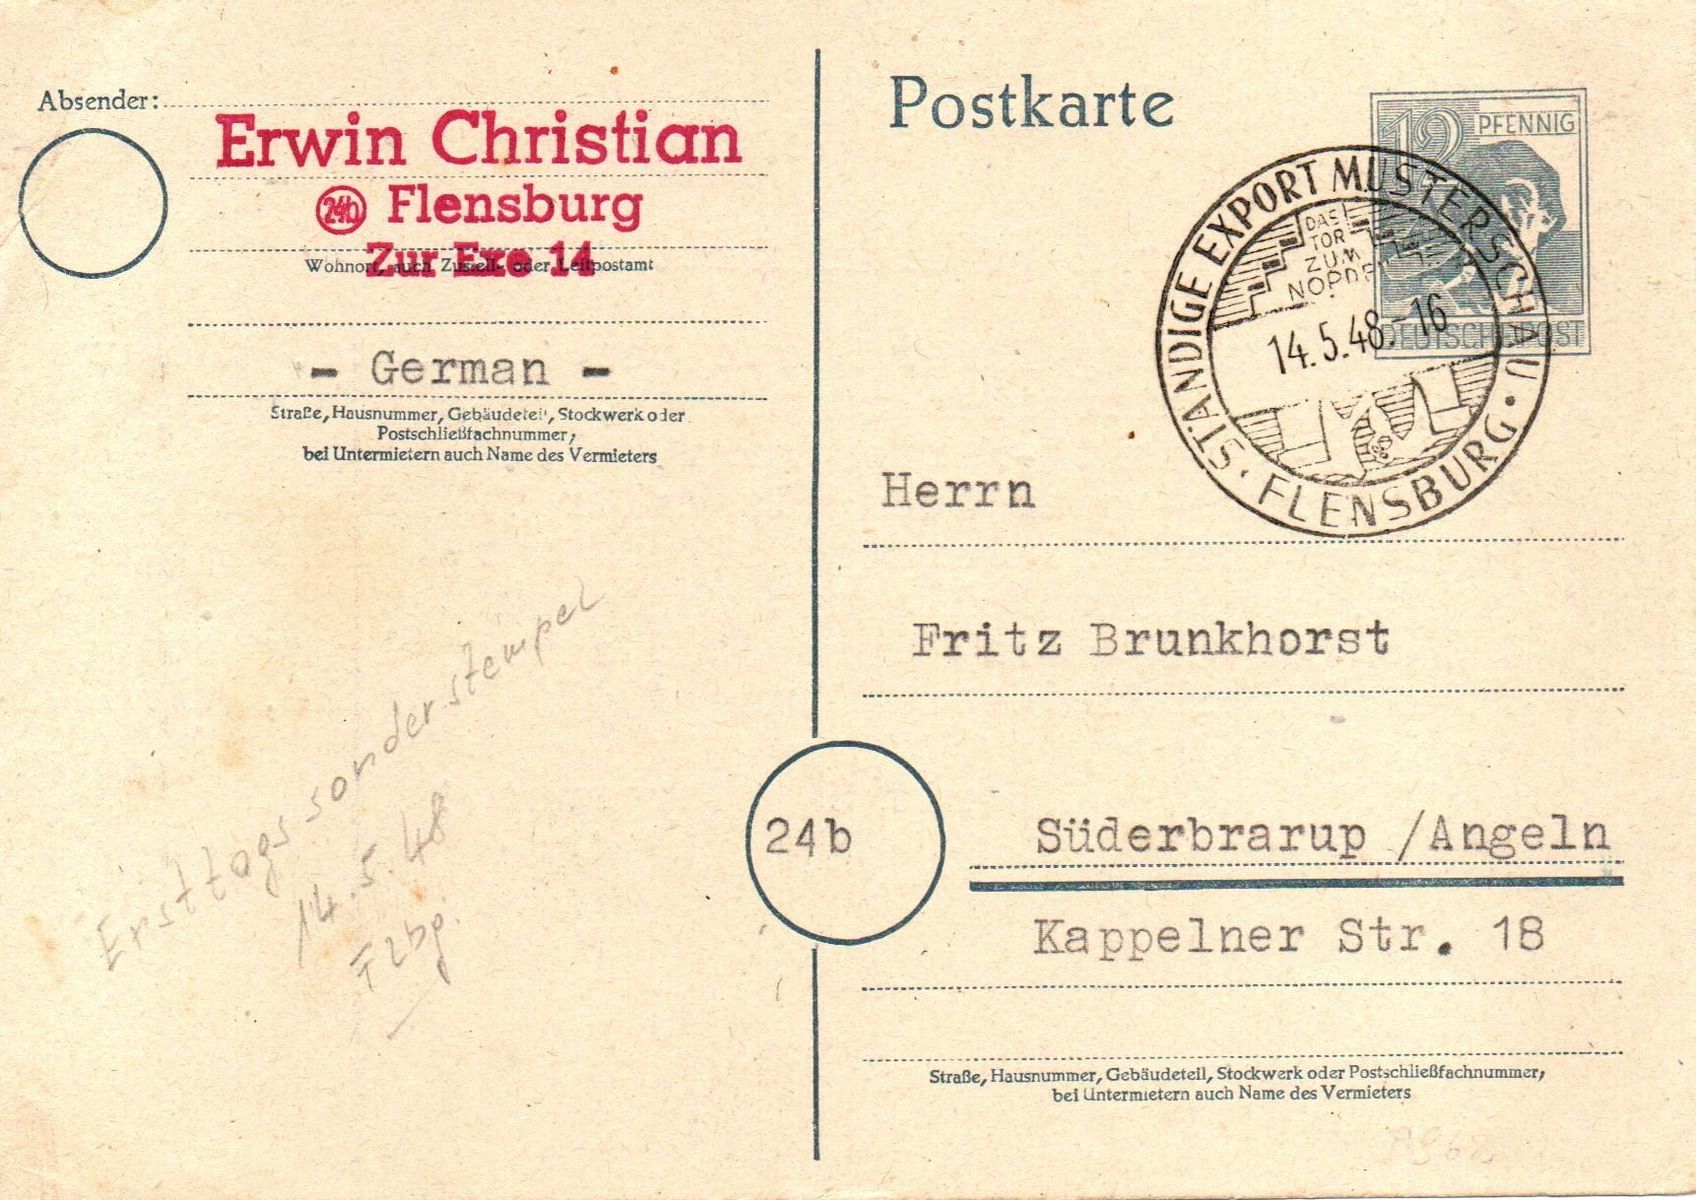 Absender:
Erwin Christian
24b Flensburg
Zur Exe 14
Wohnort, auch Zustell- oder Leitpostamt
- German -
Straße, Hausnummer, Gebäudeteil, Stockwerk oder
Postschließfachnummer;
bei Untermietern auch Name des Vermieters
Ersttagssonderstempel
14.5.48
Flbg.
Postkarte
12 PFENNIG
DEUTSCHE POST
STÄNDIGE EXPORT MUSTERSCHAU · FLENSBURG ·
DAS
TOR
ZUM
NORDEN
14.5.48.-16
Herrn
Fritz Brunkhorst
24b
Süderbrarup /Angeln
Kappelner Str. 18
Straße, Hausnummer, Gebäudeteil, Stockwerk oder Postschließfachnummer;
bei Untermietern auch Name des Vermieters